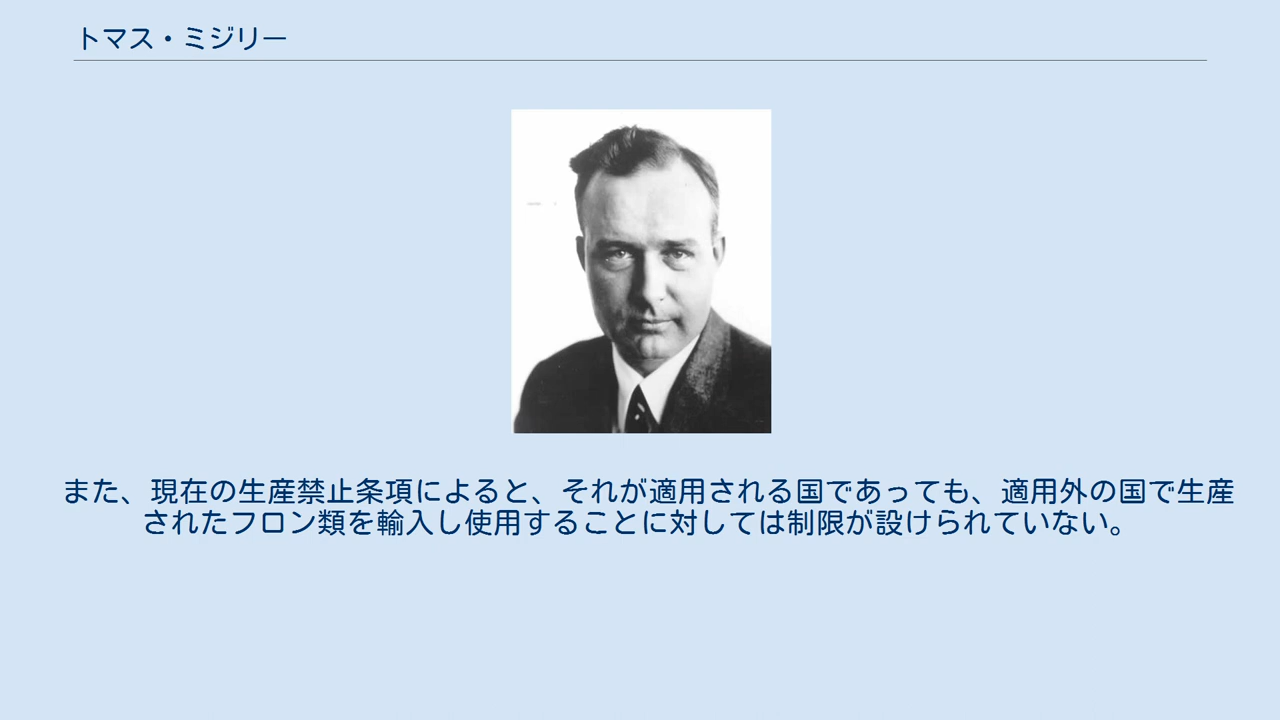 トマス・ミジリー
また、現在の生産禁止条項によると、それが適用される国であっても、適用外の国で生産
されたフロン類を輸入し使用することに対しては制限が設けられていない。